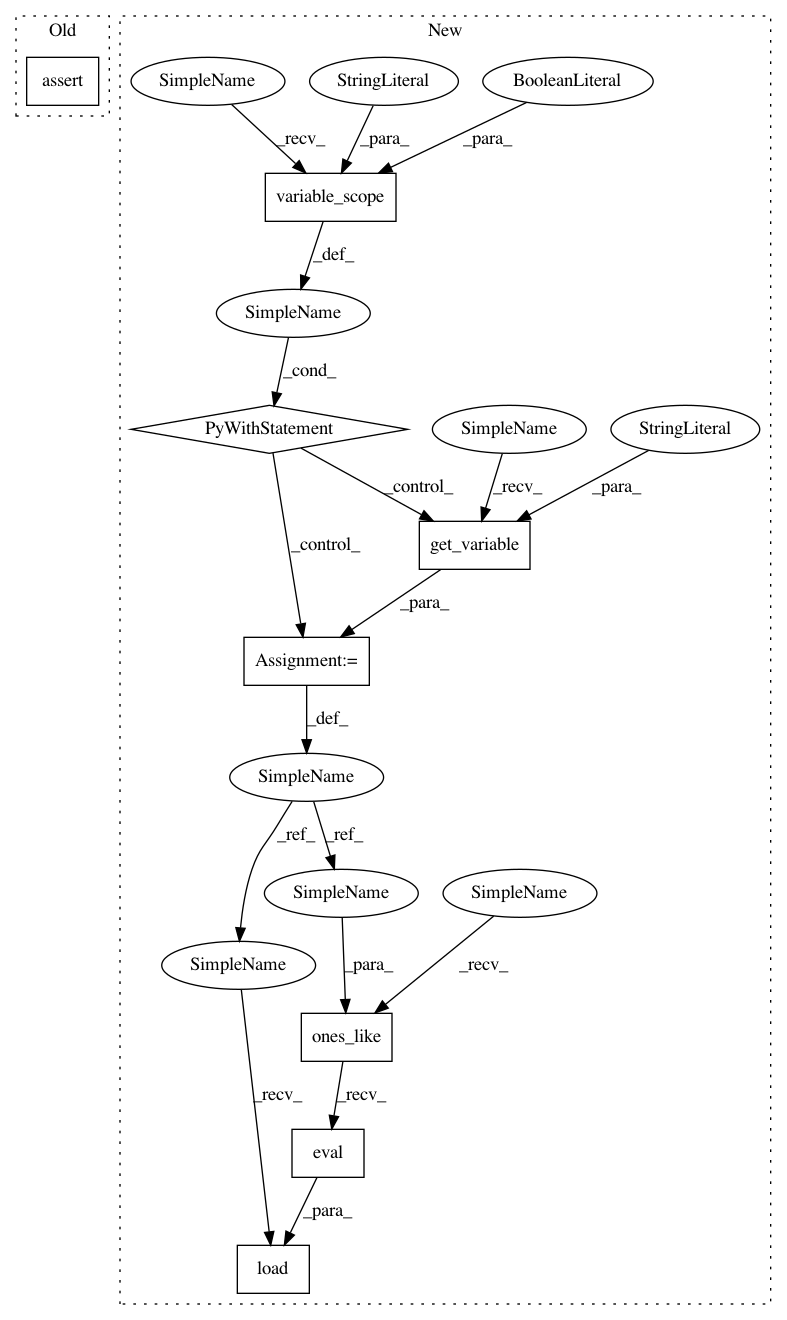 Old
New
assert
SimpleName
StringLiteral
BooleanLiteral
_recv_
_para_
_para_
variable_scope
_def_
SimpleName
_cond_
PyWithStatement
SimpleName
StringLiteral
_control_
_recv_
_para_
_control_
get_variable
_para_
Assignment:=
_def_
SimpleName
_ref_
_ref_
SimpleName
SimpleName
SimpleName
_para_
_recv_
ones_like
_recv_
_recv_
eval
_para_
load